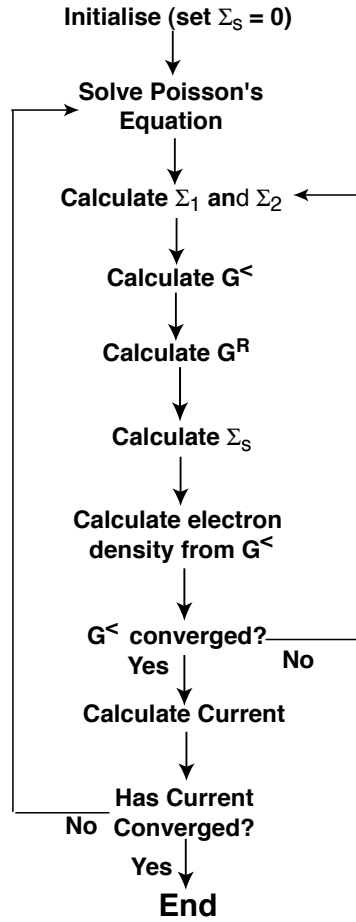 Initialise (set Σs = 0)
Solve Poisson's
Equation
Calculate Σ1 and Σ2
Calculate G<
Calculate GR
Calculate Σs
Calculate electron
density from G<
G< converged?
Yes
No
Calculate Current
Has Current
No
Converged?
Yes
End